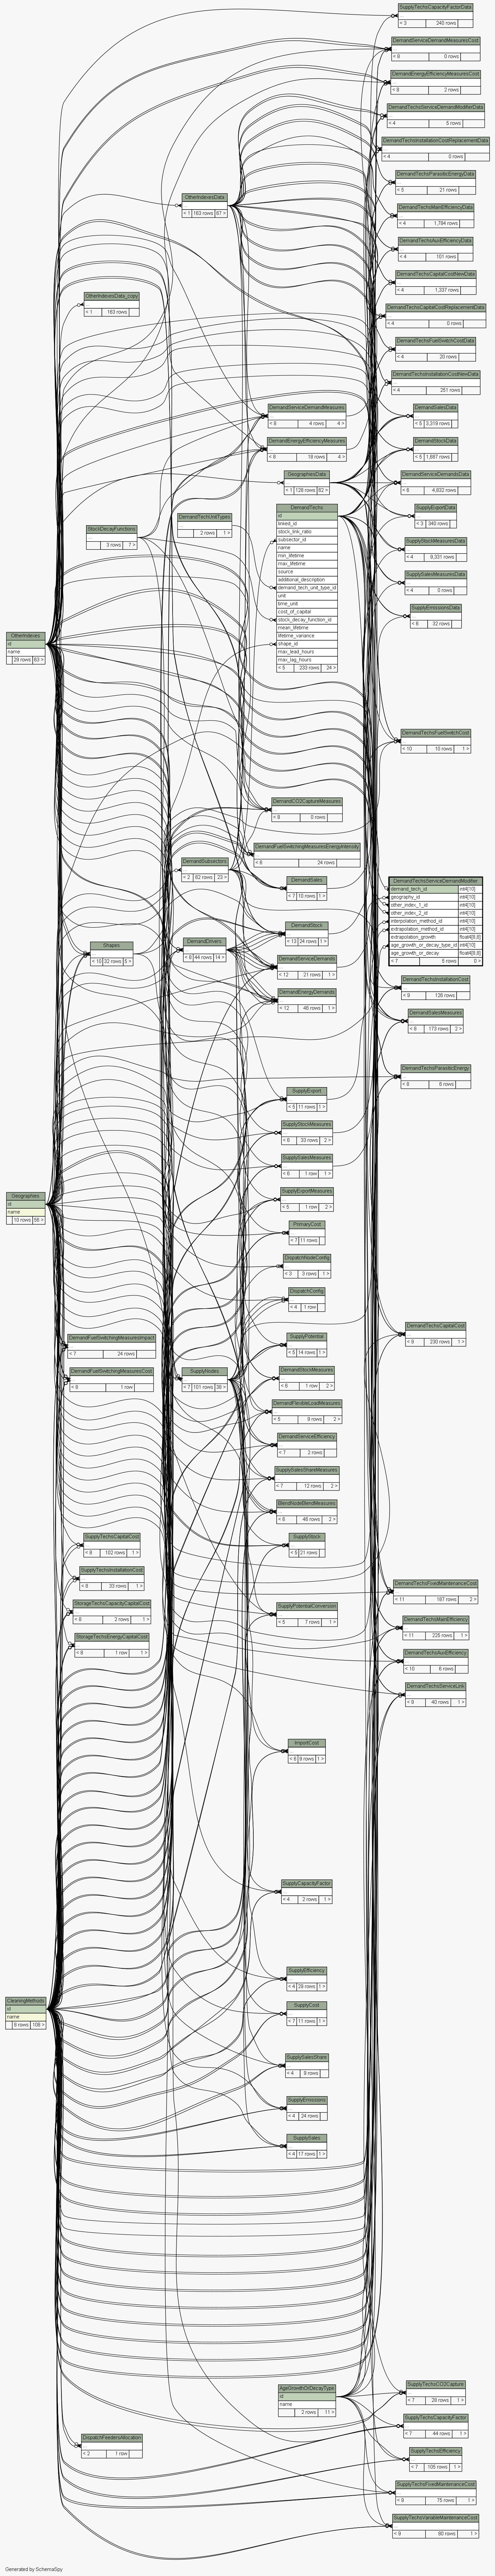 SupplyTechsCapacityFactorData
...
< 3 240 rows
DemandServiceDemandMeasuresCost
...
< 8 0 rows
DemandEnergyEfficiencyMeasuresCost
...
< 8 2 rows
DemandTechsServiceDemandModifierData
...
< 4 5 rows
DemandTechsInstallationCostReplacementData
...
< 4 0 rows
DemandTechsParasiticEnergyData
...
< 5 21 rows
OtherIndexesData
...
< 1 163 rows 67 >
DemandTechsMainEfficiencyData
...
< 4 1,784 rows
DemandTechsAuxEfficiencyData
...
< 4 101 rows
DemandTechsCapitalCostNewData
...
< 4 1,337 rows
OtherIndexesData_copy
...
< 1 163 rows
DemandTechsCapitalCostReplacementData
...
< 4 0 rows
DemandTechsFuelSwitchCostData
...
< 4 20 rows
DemandTechsInstallationCostNewData
...
< 4 251 rows
DemandServiceDemandMeasures
...
< 8 4 rows 4 >
DemandSalesData
...
< 5 3,319 rows
DemandEnergyEfficiencyMeasures
...
< 8 18 rows 4 >
DemandStockData
...
< 5 1,887 rows
GeographiesData
...
< 1 128 rows 82 >
DemandServiceDemandsData
...
< 6 4,832 rows
DemandTechs
id
linked_id
stock_link_ratio
subsector_id
name
min_lifetime
max_lifetime
source
additional_description
demand_tech_unit_type_id
unit
time_unit
cost_of_capital
stock_decay_function_id
mean_lifetime
lifetime_variance
shape_id
max_lead_hours
max_lag_hours
< 5 233 rows 24 >
SupplyExportData
...
< 3 340 rows
DemandTechUnitTypes
...
2 rows 1 >
StockDecayFunctions
...
3 rows 7 >
SupplyStockMeasuresData
...
< 4 9,331 rows
SupplySalesMeasuresData
...
< 4 0 rows
SupplyEmissionsData
...
< 6 32 rows
OtherIndexes
id
name
29 rows 63 >
DemandTechsFuelSwitchCost
...
< 10 10 rows 1 >
DemandCO2CaptureMeasures
...
< 8 0 rows
DemandFuelSwitchingMeasuresEnergyIntensity
...
< 6 24 rows
DemandSubsectors
...
< 2 62 rows 23 >
DemandSales
...
< 7 10 rows 1 >
DemandTechsServiceDemandModifier
demand_tech_id int4[10]
geography_id int4[10]
other_index_1_id int4[10]
other_index_2_id int4[10]
interpolation_method_id int4[10]
extrapolation_method_id int4[10]
extrapolation_growth float4[8,8]
age_growth_or_decay_type_id int4[10]
age_growth_or_decay float4[8,8]
< 7 5 rows 0 >
DemandStock
...
< 13 24 rows 1 >
Shapes
...
< 10 32 rows 5 >
DemandDrivers
...
< 8 44 rows 14 >
DemandServiceDemands
...
< 12 21 rows 1 >
DemandEnergyDemands
...
< 12 46 rows 1 >
DemandTechsInstallationCost
...
< 9 126 rows
DemandSalesMeasures
...
< 8 173 rows 2 >
DemandTechsParasiticEnergy
...
< 8 6 rows
SupplyExport
...
< 5 11 rows 1 >
SupplyStockMeasures
...
< 6 33 rows 2 >
SupplySalesMeasures
...
< 6 1 row 1 >
SupplyExportMeasures
...
< 5 1 row 2 >
Geographies
id
name
10 rows 56 >
PrimaryCost
...
< 7 11 rows
DispatchNodeConfig
...
< 3 3 rows 1 >
DispatchConfig
...
< 4 1 row
DemandTechsCapitalCost
...
< 9 230 rows 1 >
DemandFuelSwitchingMeasuresImpact
...
< 7 24 rows
SupplyPotential
...
< 5 14 rows 1 >
DemandFuelSwitchingMeasuresCost
...
< 8 1 row
SupplyNodes
...
< 7 101 rows 38 >
DemandStockMeasures
...
< 6 1 row 2 >
DemandFlexibleLoadMeasures
...
< 5 9 rows 2 >
DemandServiceEfficiency
...
< 7 2 rows
SupplySalesShareMeasures
...
< 7 12 rows 2 >
BlendNodeBlendMeasures
...
< 6 46 rows 2 >
SupplyTechsCapitalCost
...
< 8 102 rows 1 >
SupplyStock
...
< 5 21 rows
SupplyTechsInstallationCost
...
< 8 33 rows 1 >
DemandTechsFixedMaintenanceCost
...
< 11 187 rows 2 >
StorageTechsCapacityCapitalCost
...
< 8 2 rows 1 >
SupplyPotentialConversion
...
< 5 7 rows 1 >
DemandTechsMainEfficiency
...
< 11 225 rows 1 >
StorageTechsEnergyCapitalCost
...
< 8 1 row 1 >
DemandTechsAuxEfficiency
...
< 10 6 rows
DemandTechsServiceLink
...
< 8 40 rows 1 >
ImportCost
...
< 6 9 rows 1 >
SupplyCapacityFactor
...
< 4 2 rows 1 >
SupplyEfficiency
...
< 4 28 rows 1 >
CleaningMethods
id
name
8 rows 108 >
SupplyCost
...
< 7 11 rows 1 >
SupplySalesShare
...
< 4 9 rows
SupplyEmissions
...
< 4 24 rows
SupplySales
...
< 4 17 rows 1 >
AgeGrowthOrDecayType
id
name
2 rows 11 >
SupplyTechsCO2Capture
...
< 7 28 rows 1 >
SupplyTechsCapacityFactor
...
< 7 44 rows 1 >
DispatchFeedersAllocation
...
< 2 1 row
SupplyTechsEfficiency
...
< 7 105 rows 1 >
SupplyTechsFixedMaintenanceCost
...
< 9 75 rows 1 >
SupplyTechsVariableMaintenanceCost
...
< 8 80 rows 1 >
Generated by SchemaSpy